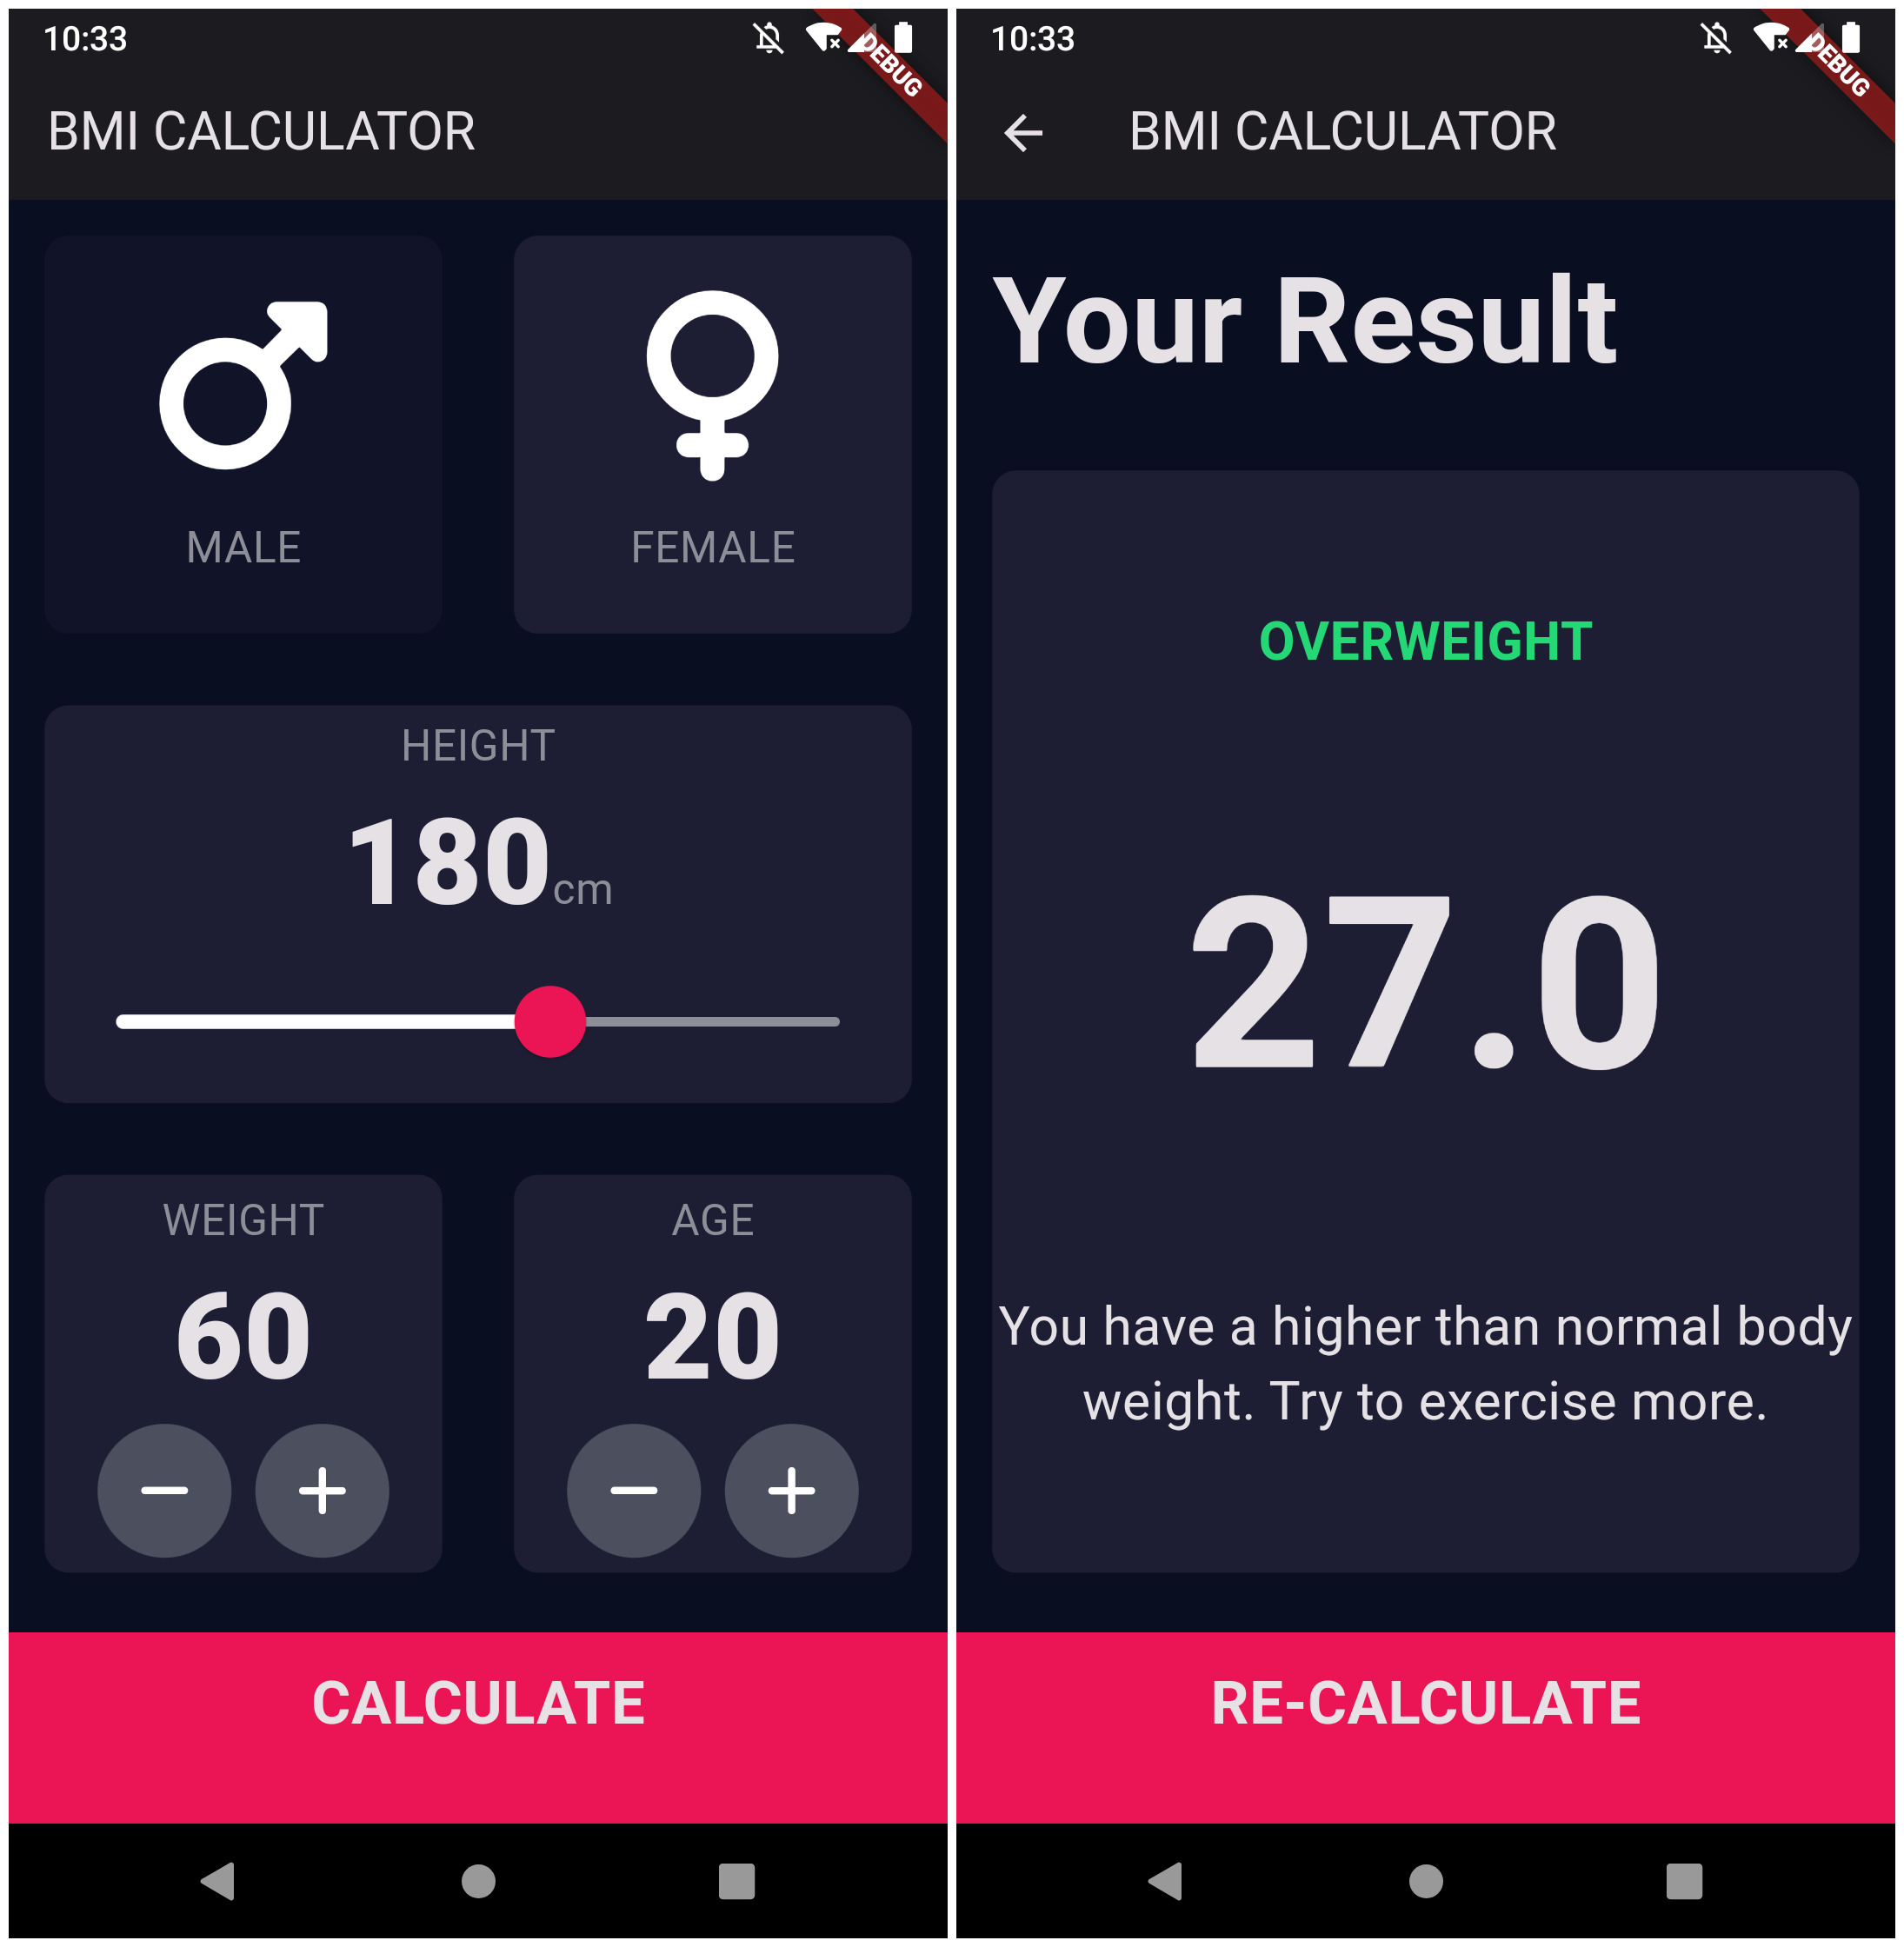 10:33
DEBUG
BMI CALCULATOR
MALE
FEMALE
HEIGHT
180cm
WEIGHT
60
AGE
20
CALCULATE
10:33
DEBUG
BMI CALCULATOR
Your Result
OVERWEIGHT
27.0
You have a higher than normal body
weight. Try to exercise more.
RE-CALCULATE